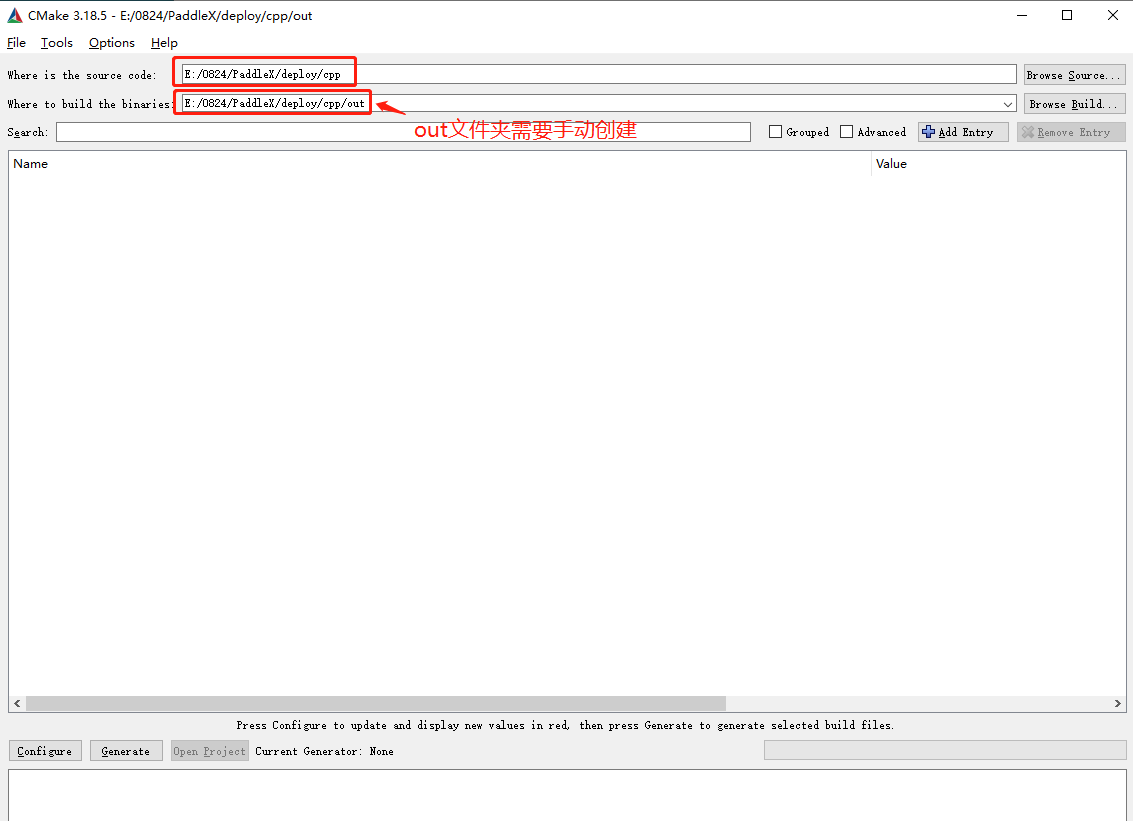 CMake 3.18.5 - E:/0824/PaddleX/deploy/cpp/out
File Tools Options Help
Where is the source code: E:/0824/PaddleX/deploy/cpp Browse Source...
Where to build the binaries: E:/0824/PaddleX/deploy/cpp/out Browse Build...
out文件夹需要手动创建
Search: Grouped Advanced Add Entry Remove Entry
Name Value
Press Configure to update and display new values in red, then press Generate to generate selected build files.
Configure Generate Open Project Current Generator: None